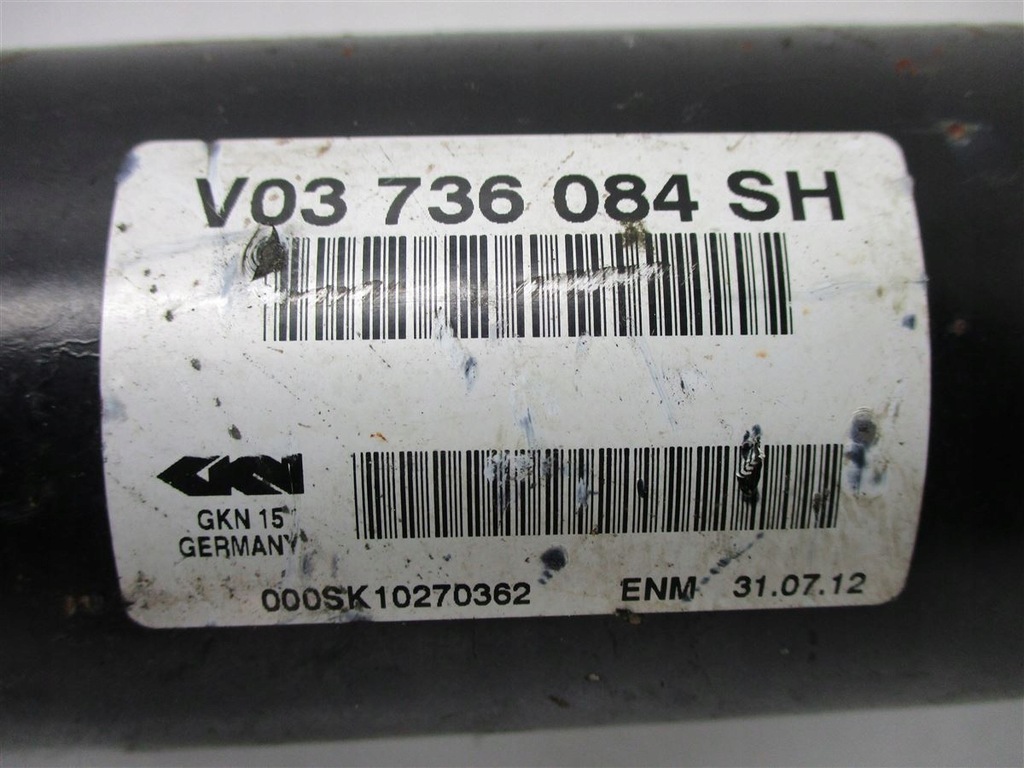 V03 736 084 SH
GKN
GKN 15
GERMANY
000SK10270362 ENM 31.07.12